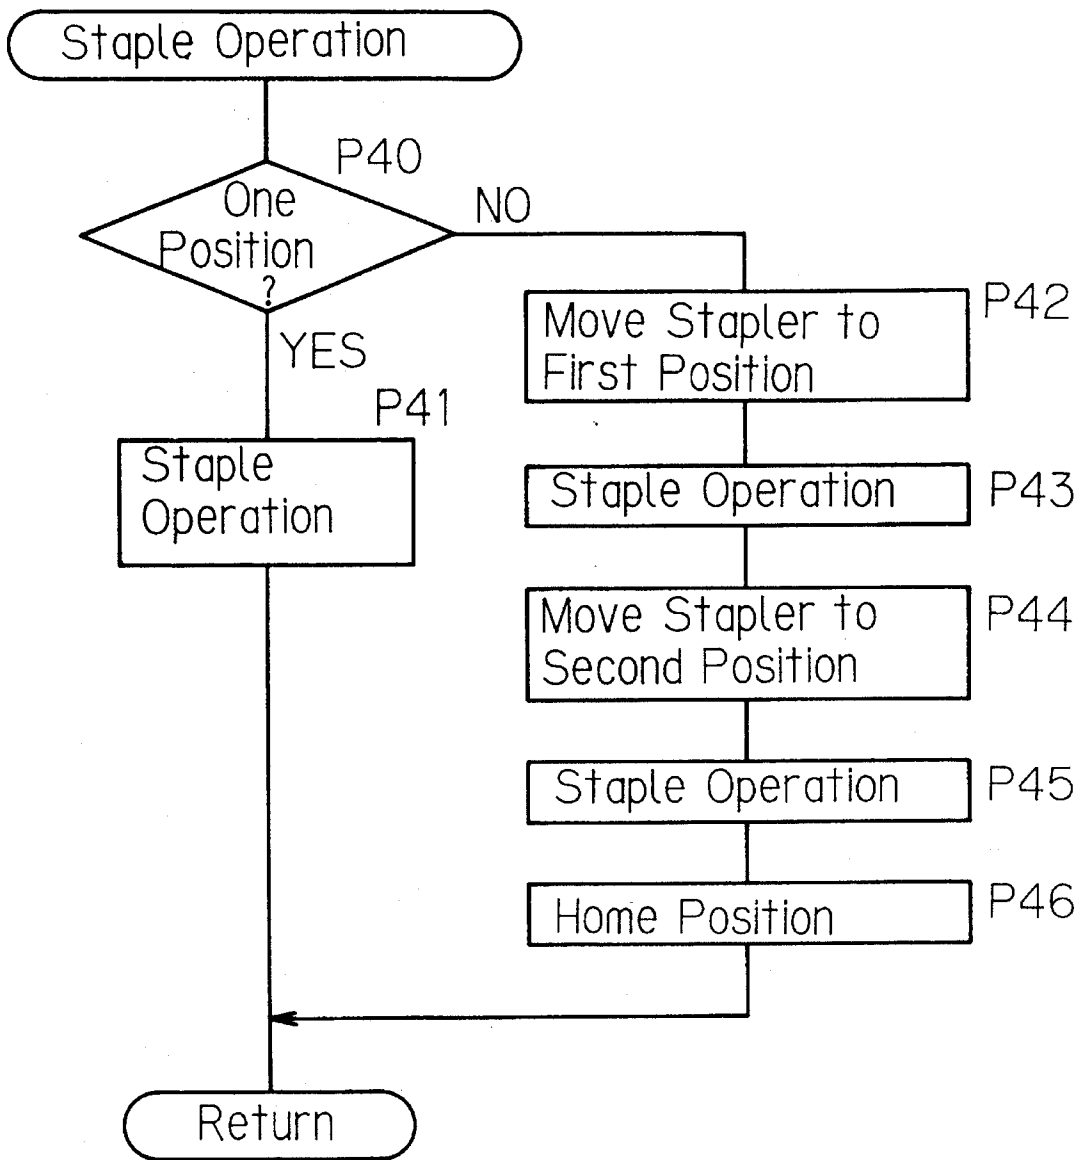 Staple Operation
P40
One
Position
?
NO
YES
P41
Staple
Operation
P42
Move Stapler to
First Position
Staple Operation
P43
Move Stapler to
Second Position
P44
Staple Operation
P45
Home Position
P46
Return